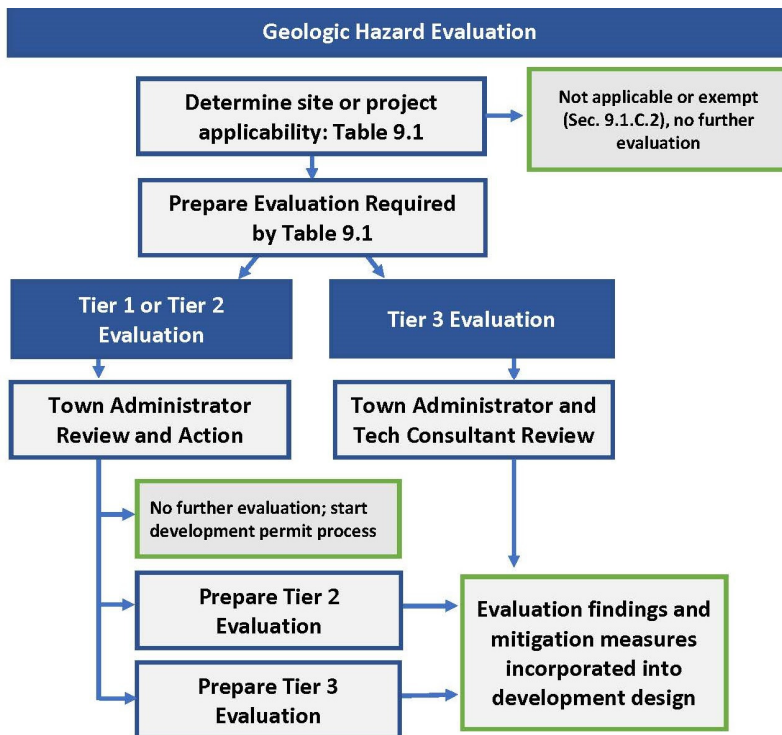 Geologic Hazard Evaluation
Determine site or project
applicability: Table 9.1
Not applicable or exempt
(Sec. 9.1.C.2), no further
evaluation
Prepare Evaluation Required
by Table 9.1
Tier 1 or Tier 2
Evaluation
Tier 3 Evaluation
Town Administrator
Review and Action
Town Administrator and
Tech Consultant Review
No further evaluation; start
development permit process
Prepare Tier 2
Evaluation
Evaluation findings and
mitigation measures
incorporated into
development design
Prepare Tier 3
Evaluation